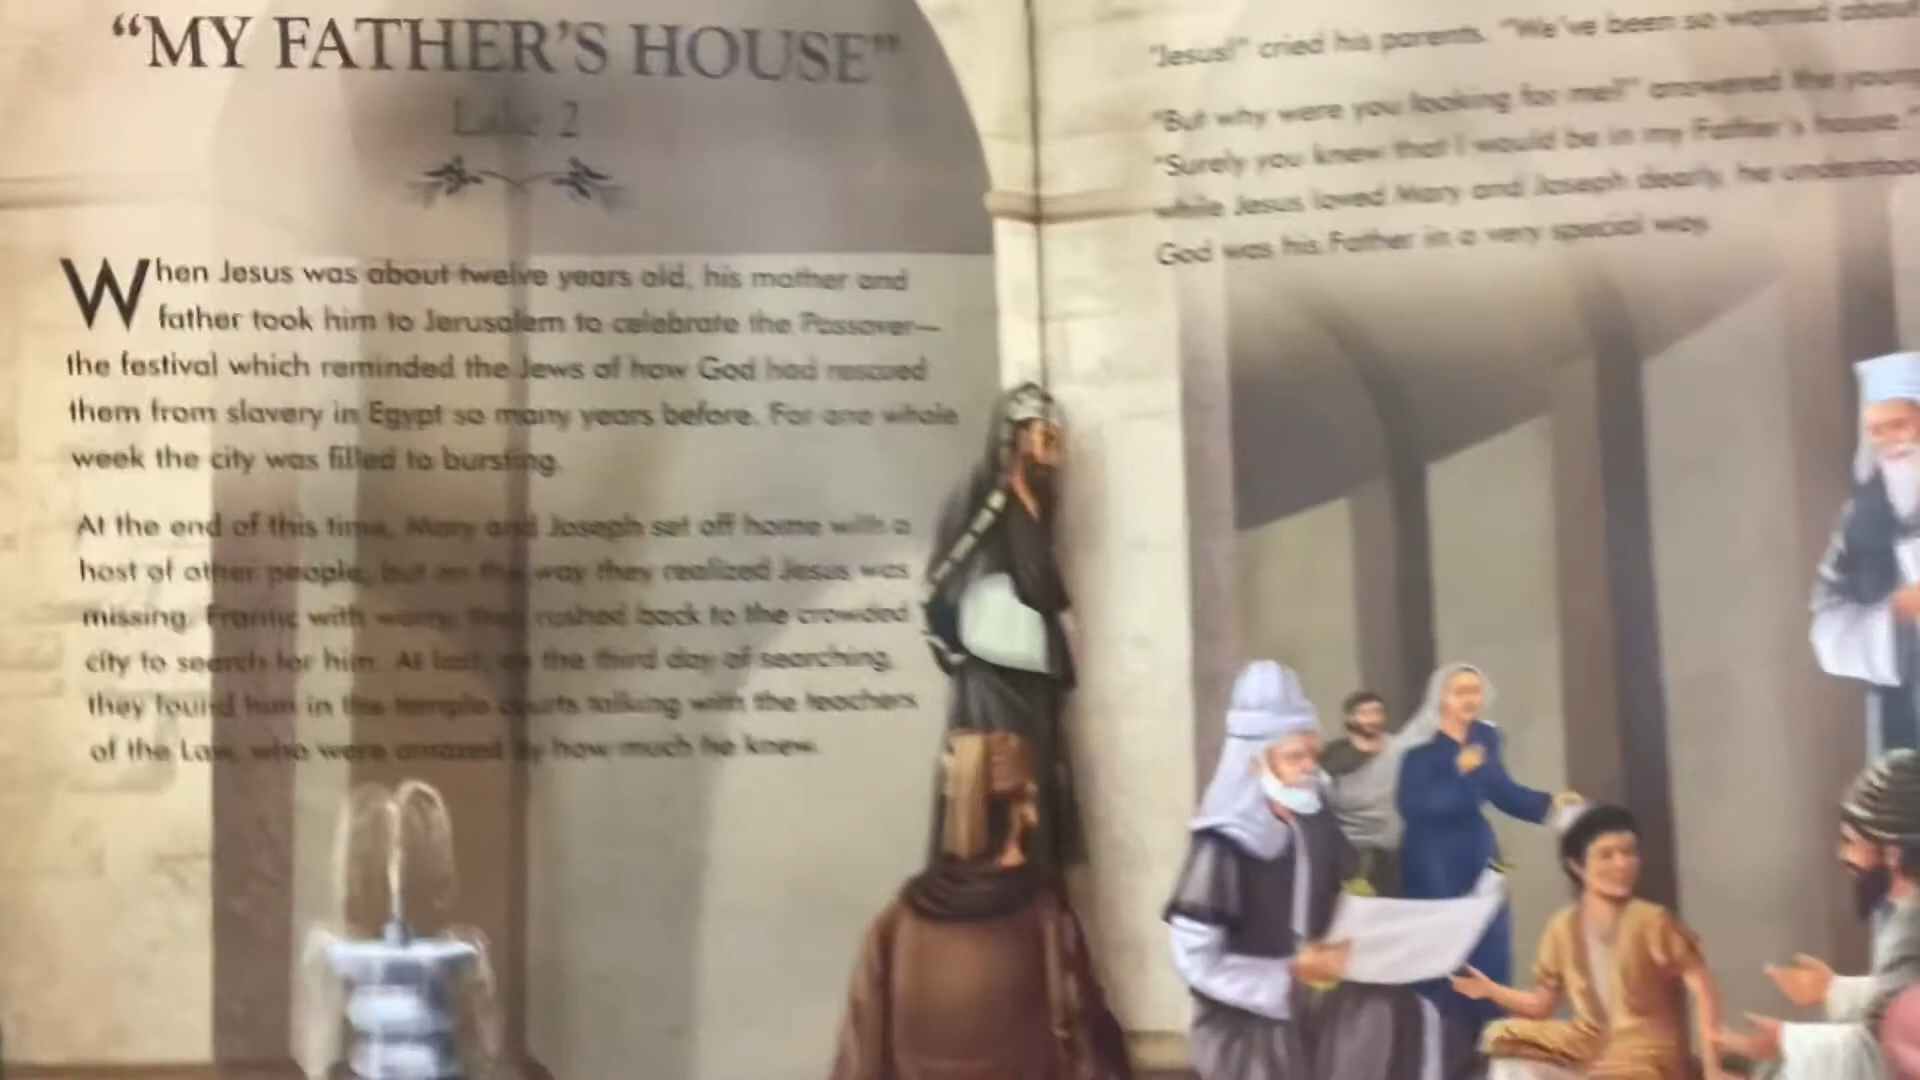 "MY FATHER'S HOUSE"
Luke 2
When Jesus was about twelve years old, his mother and
father took him to Jerusalem to celebrate the Passover—
the festival which reminded the Jews of how God had rescued
them from slavery in Egypt so many years before. For one whole
week the city was filled to bursting.
At the end of this time, Mary and Joseph set off home with a
host of other people, but on the way they realized Jesus was
missing. Frantic with worry, they rushed back to the crowded
city to search for him. At last, on the third day of searching,
they found him in the temple courts talking with the teachers
of the Law, who were amazed by how much he knew.
"Jesus!" cried his parents. "We've been so worried about
"But why were you looking for me?" answered the young
"Surely you knew that I would be in my Father's house."
while Jesus loved Mary and Joseph dearly, he understood
God was his Father in a very special way.